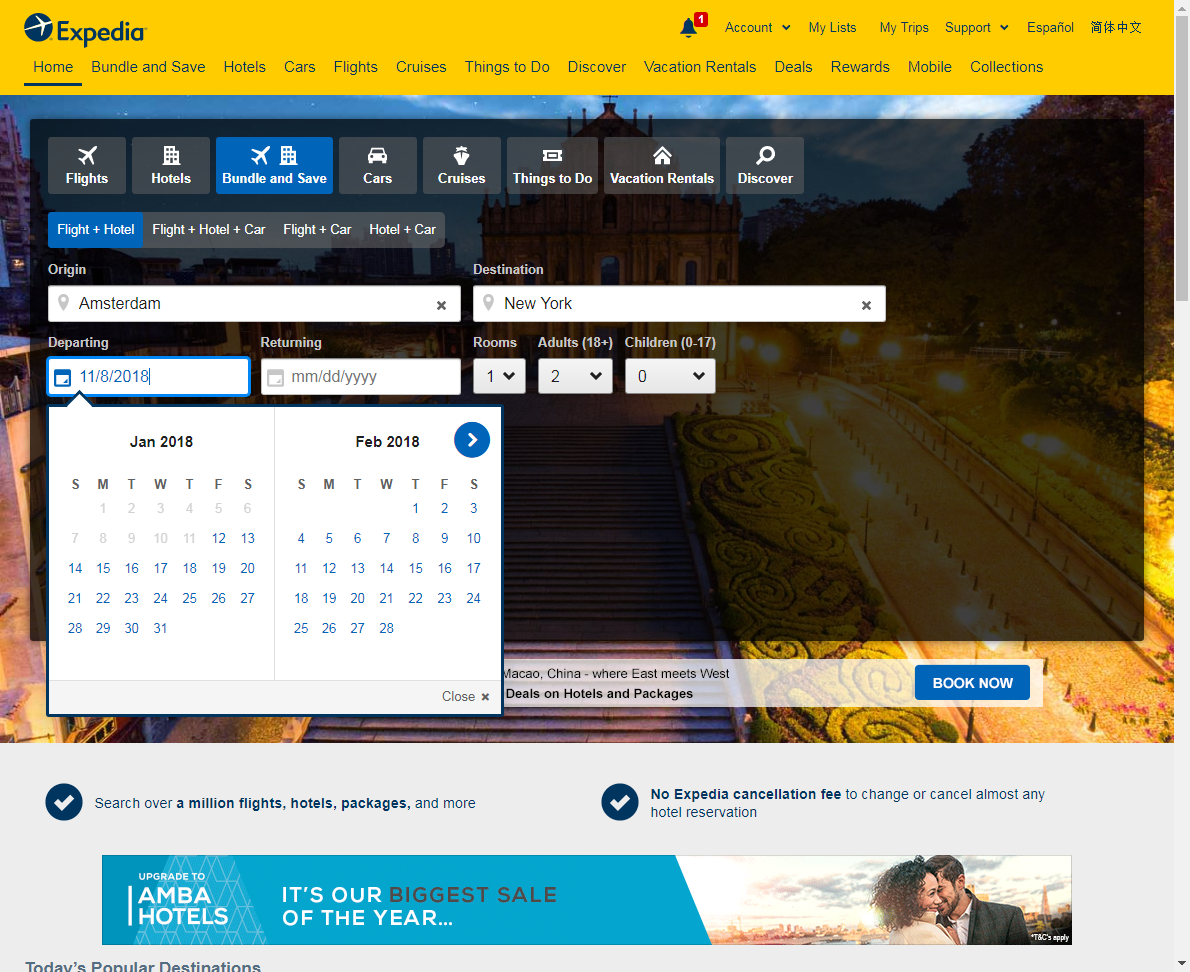 Expedia
1
Account
My Lists
My Trips
Support
Español
简体中文
Home
Bundle and Save
Hotels
Cars
Flights
Cruises
Things to Do
Discover
Vacation Rentals
Deals
Rewards
Mobile
Collections
Flights
Hotels
Bundle and Save
Cars
Cruises
Things to Do
Vacation Rentals
Discover
Flight + Hotel
Flight + Hotel + Car
Flight + Car
Hotel + Car
Origin
Destination
Amsterdam
New York
Departing
Returning
Rooms
Adults (18+)
Children (0-17)
11/8/2018
mm/dd/yyyy
1
2
0
Jan 2018
S M T W T F S
1 2 3 4 5 6
7 8 9 10 11 12 13
14 15 16 17 18 19 20
21 22 23 24 25 26 27
28 29 30 31
Feb 2018
S M T W T F S
1 2 3
4 5 6 7 8 9 10
11 12 13 14 15 16 17
18 19 20 21 22 23 24
25 26 27 28
Close
Macao, China - where East meets West
Deals on Hotels and Packages
BOOK NOW
Search over a million flights, hotels, packages, and more
No Expedia cancellation fee to change or cancel almost any
hotel reservation
UPGRADE TO
AMBA
HOTELS
IT'S OUR BIGGEST SALE
OF THE YEAR...
*T&C's apply
Today's Popular Destinations